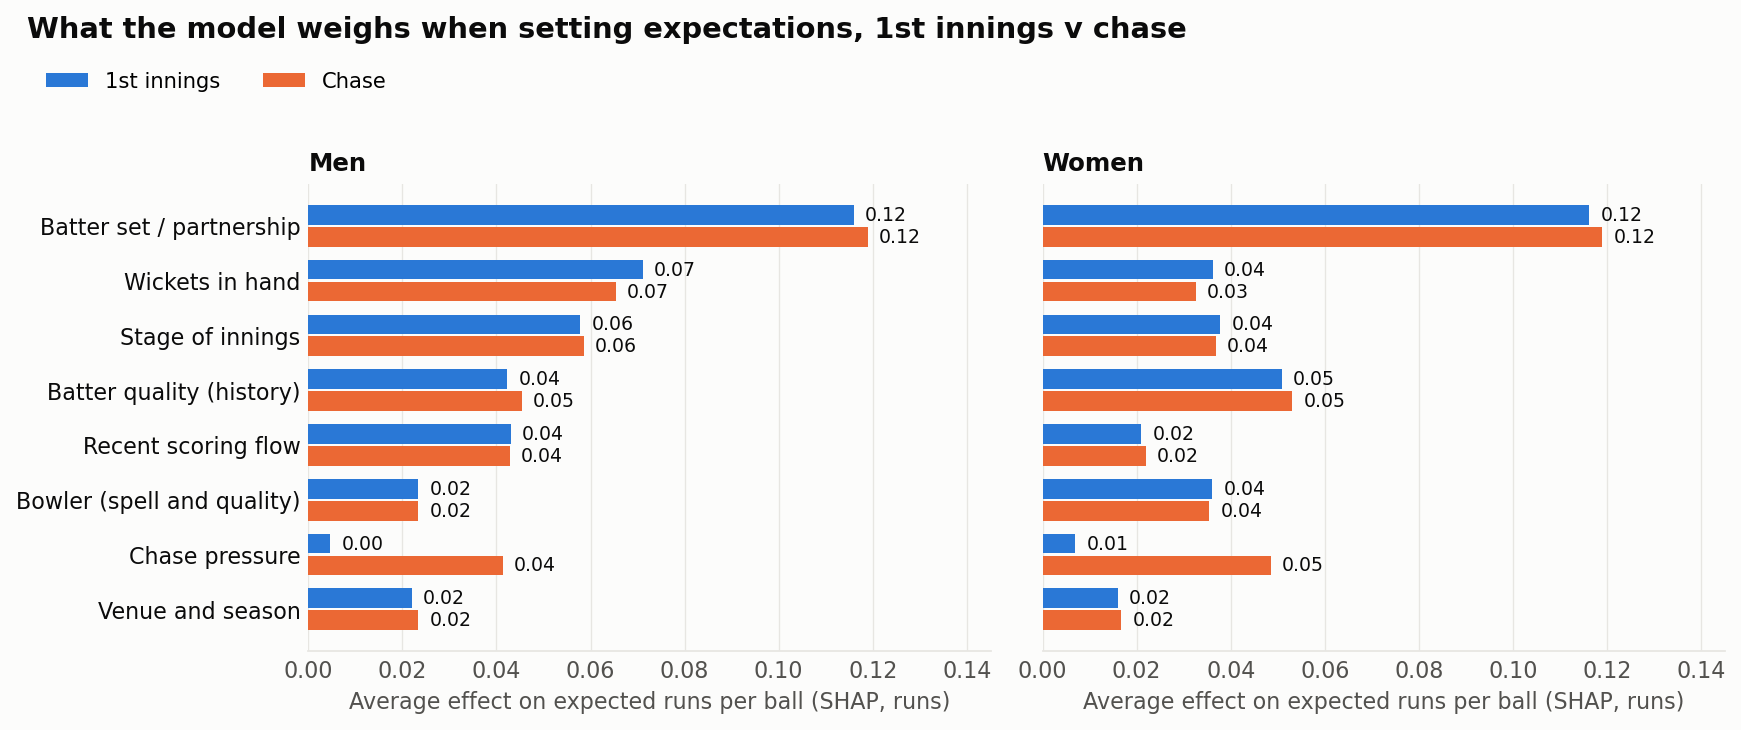 What the model weighs when setting expectations, 1st innings v chase
1st innings
Chase
Men
Batter set / partnership
0.12
0.12
Wickets in hand
0.07
0.07
Stage of innings
0.06
0.06
Batter quality (history)
0.04
0.05
Recent scoring flow
0.04
0.04
Bowler (spell and quality)
0.02
0.02
Chase pressure
0.00
0.04
Venue and season
0.02
0.02
0.00 0.02 0.04 0.06 0.08 0.10 0.12 0.14
Average effect on expected runs per ball (SHAP, runs)
Women
0.12
0.12
0.04
0.03
0.04
0.04
0.05
0.05
0.02
0.02
0.04
0.04
0.01
0.05
0.02
0.02
0.00 0.02 0.04 0.06 0.08 0.10 0.12 0.14
Average effect on expected runs per ball (SHAP, runs)